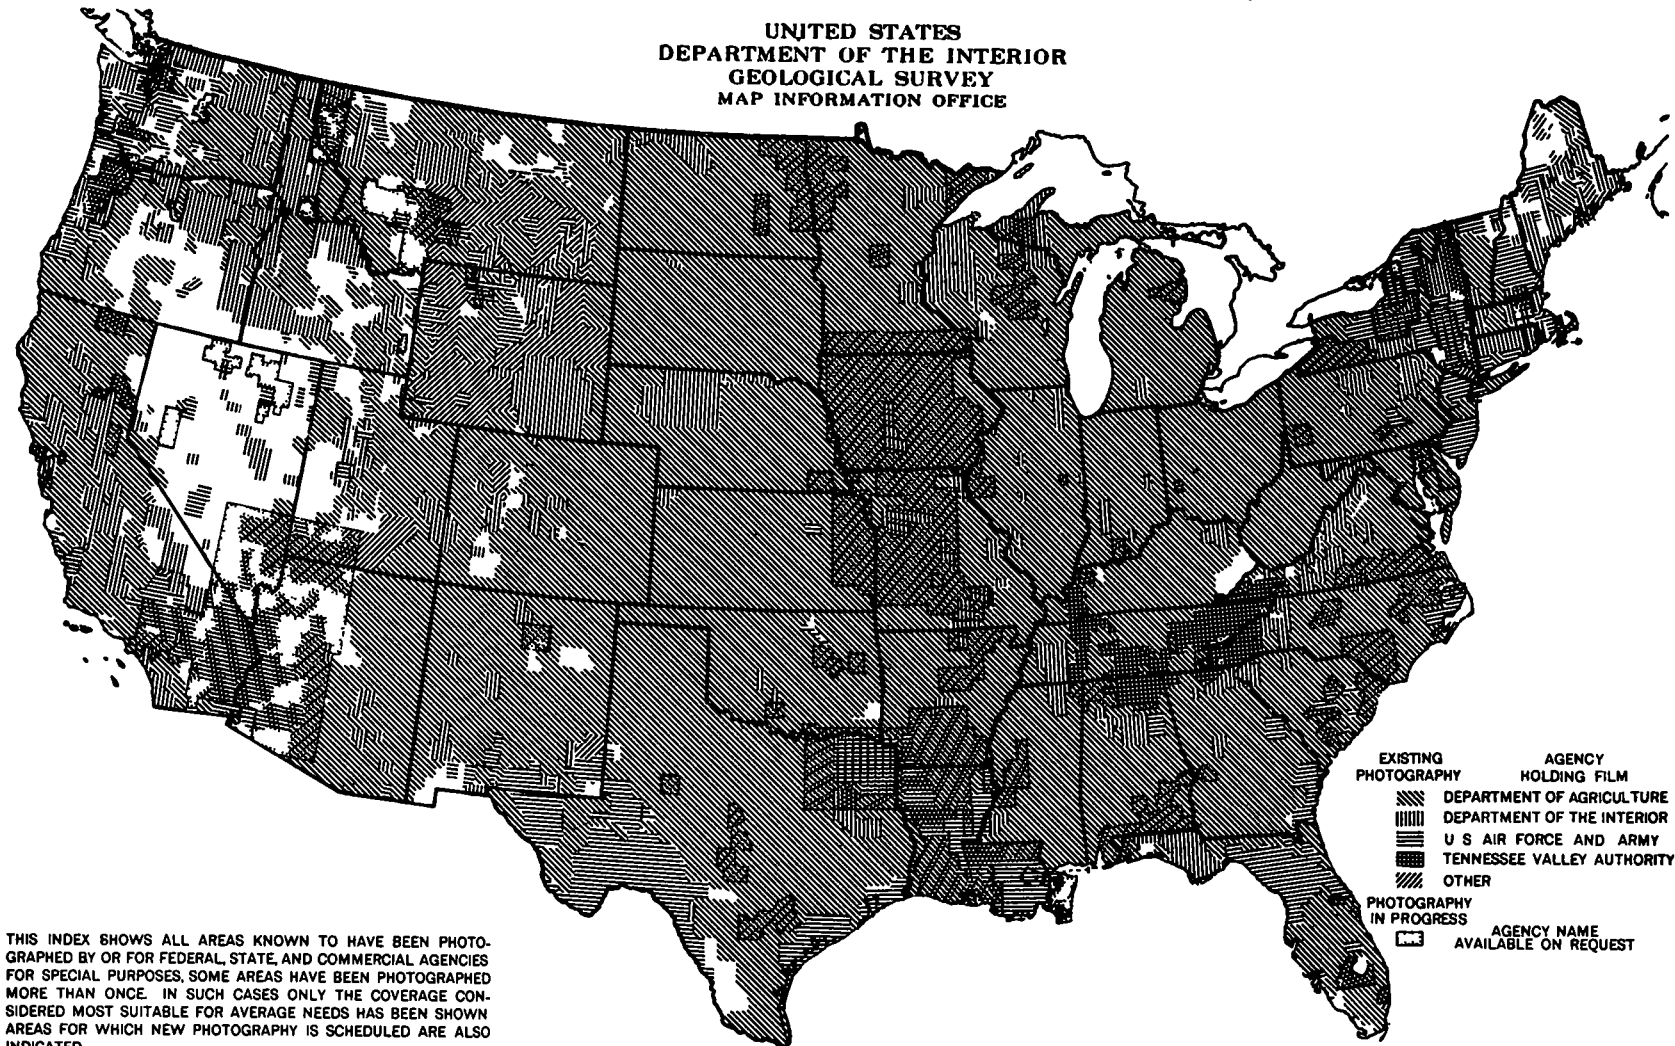 UNITED STATES
DEPARTMENT OF THE INTERIOR
GEOLOGICAL SURVEY
MAP INFORMATION OFFICE
EXISTING PHOTOGRAPHY
AGENCY HOLDING FILM
DEPARTMENT OF AGRICULTURE
DEPARTMENT OF THE INTERIOR
U S AIR FORCE AND ARMY
TENNESSEE VALLEY AUTHORITY
OTHER
PHOTOGRAPHY IN PROGRESS
AGENCY NAME
AVAILABLE ON REQUEST
THIS INDEX SHOWS ALL AREAS KNOWN TO HAVE BEEN PHOTO-
GRAPHED BY OR FOR FEDERAL, STATE, AND COMMERCIAL AGENCIES
FOR SPECIAL PURPOSES, SOME AREAS HAVE BEEN PHOTOGRAPHED
MORE THAN ONCE. IN SUCH CASES ONLY THE COVERAGE CON-
SIDERED MOST SUITABLE FOR AVERAGE NEEDS HAS BEEN SHOWN
AREAS FOR WHICH NEW PHOTOGRAPHY IS SCHEDULED ARE ALSO
INDICATED